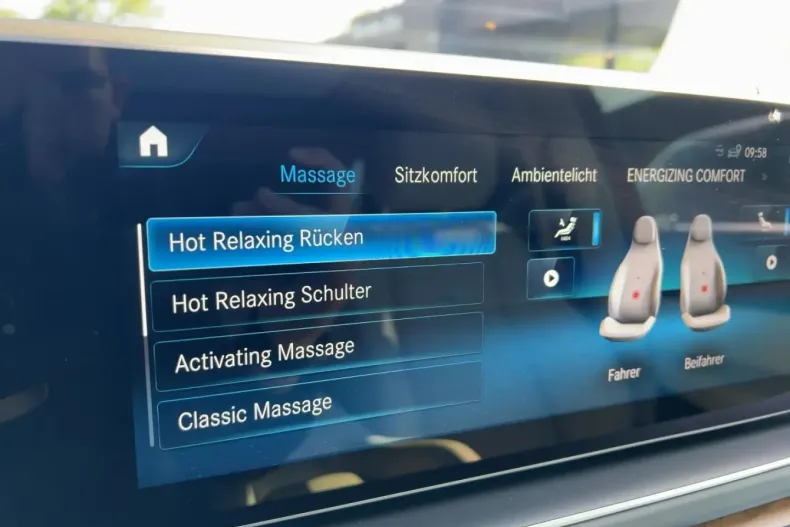 09:58
Massage Sitzkomfort Ambientelicht ENERGIZING COMFORT
Hot Relaxing Rücken
Hot Relaxing Schulter
Activating Massage
Classic Massage
Fahrer Beifahrer